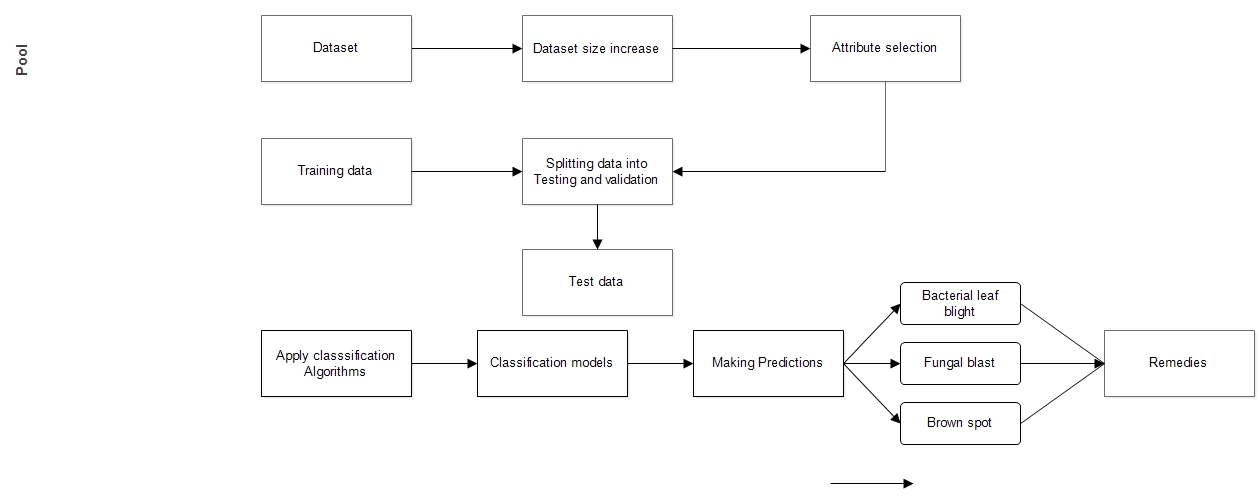 Pool
Dataset
Dataset size increase
Attribute selection
Training data
Splitting data into
Testing and validation
Test data
Apply classsification
Algorithms
Classification models
Making Predictions
Bacterial leaf
blight
Fungal blast
Brown spot
Remedies